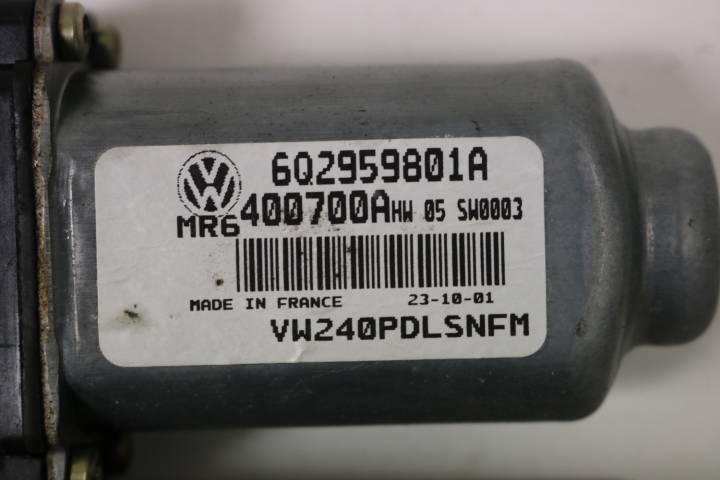 6Q2959801A
MR6 400700A HW 05 SW0003
MADE IN FRANCE 23-10-01
VW240PDLSNFM